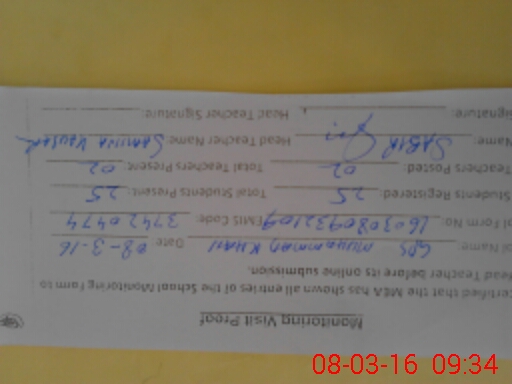 Monitoring Visit Proof
certified that the MEA has shown all entries of the School Monitoring Form to
Head Teacher before its online submission.
ol Name: GPS Muhammad Khan Date 08-3-16
ol Form No: EMIS Code: 37420474
Students Registered: 25 Total Students Present: 25
Teachers Posted: 02 Total Teachers Present: 02
Name: SABIR Head Teacher Name: Samina Kausar
Signature: Head Teacher Signature:
08-03-16 09:34